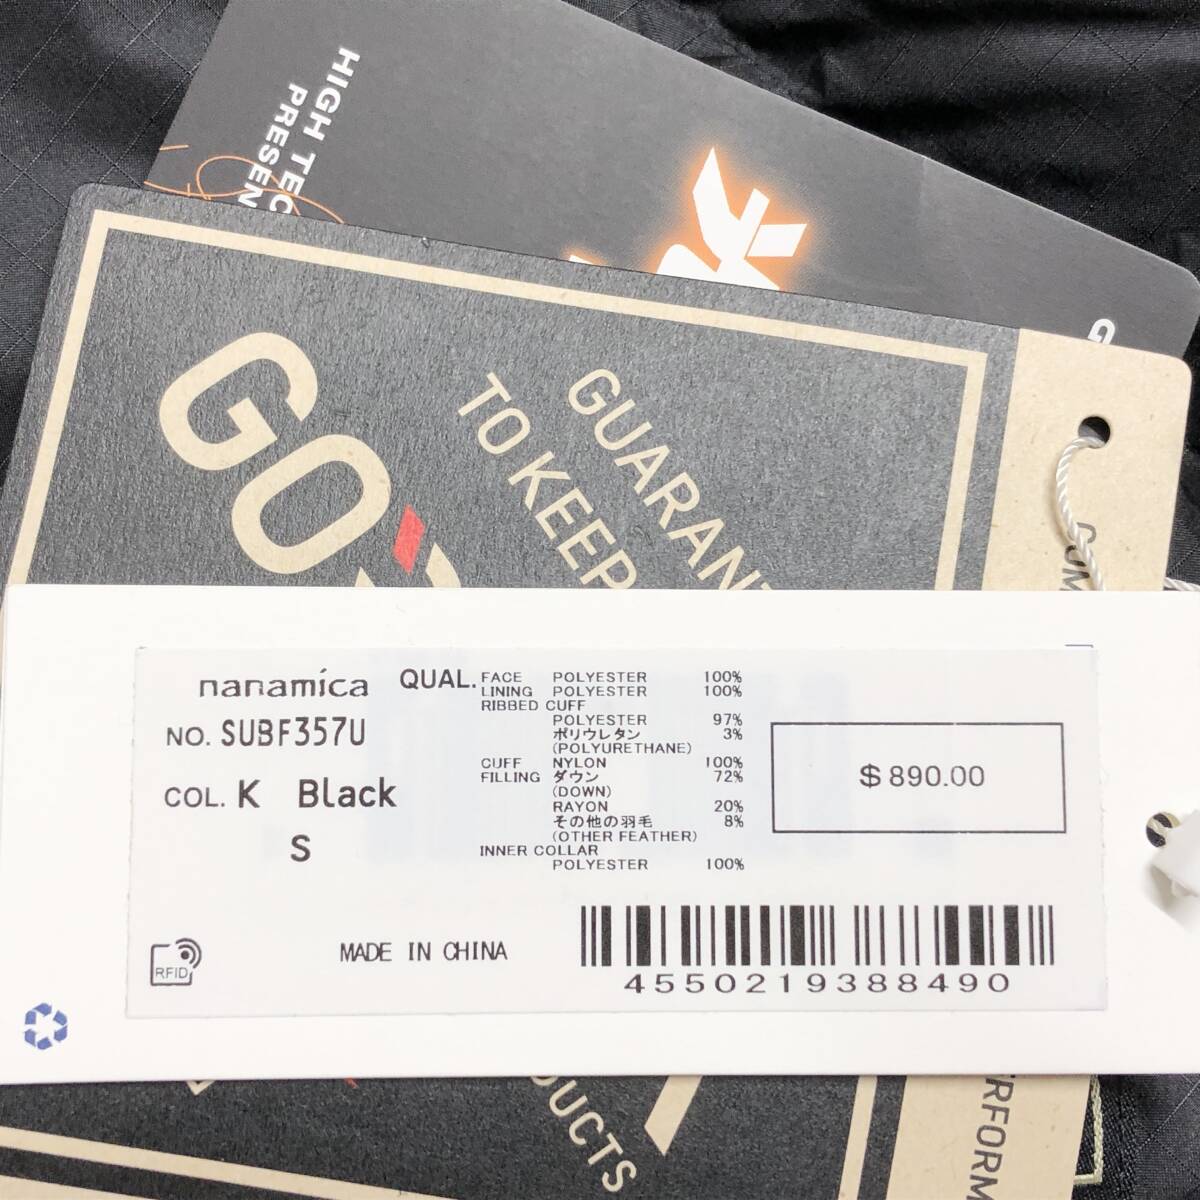 HIGH TEC
PRESEN
G
GO
GUARANT
TO KEEP
COM
nanamica
NO. SUBF357U
COL. K Black
S
QUAL. FACE POLYESTER 100%
LINING POLYESTER 100%
RIBBED CUFF
POLYESTER 97%
ポリウレタン 3%
(POLYURETHANE)
CUFF NYLON 100%
FILLING ダウン 72%
(DOWN)
RAYON 20%
その他の羽毛 8%
(OTHER FEATHER)
INNER COLLAR
POLYESTER 100%
$890.00
RFID
MADE IN CHINA
4550219388490
DUCTS
RFORM